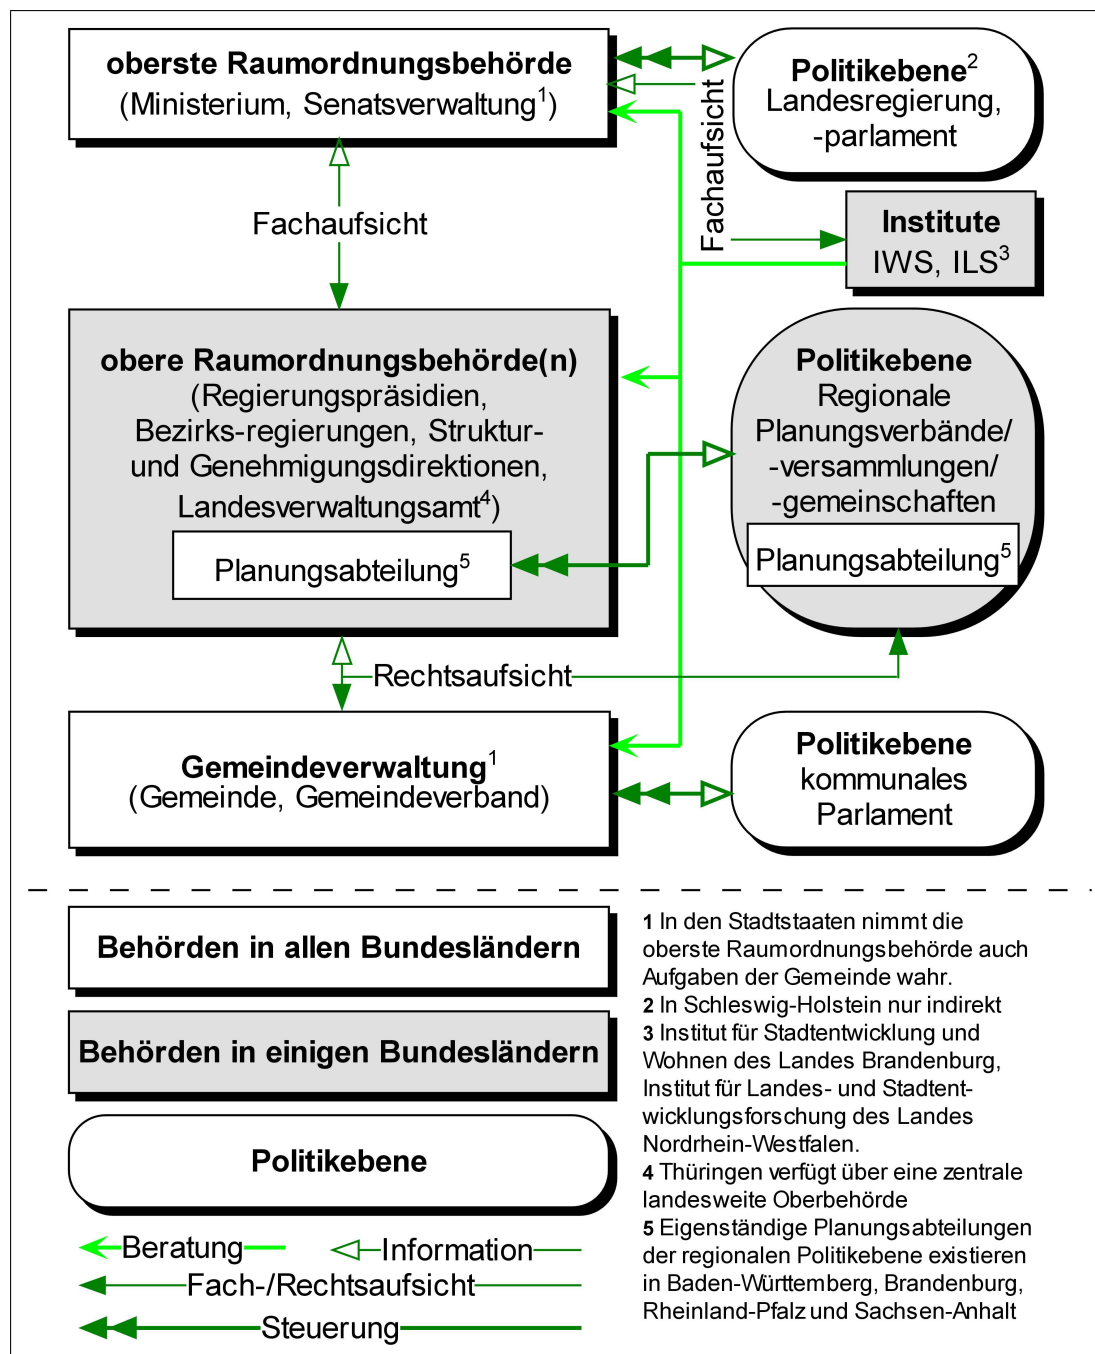 oberste Raumordnungsbehörde
(Ministerium, Senatsverwaltung¹)
Politikebene²
Landesregierung,
-parlament
Fachaufsicht
Fachaufsicht
Institute
IWS, ILS³
obere Raumordnungsbehörde(n)
(Regierungspräsidien,
Bezirks-regierungen, Struktur-
und Genehmigungsdirektionen,
Landesverwaltungsamt⁴)
Planungsabteilung⁵
Politikebene
Regionale
Planungsverbände/
-versammlungen/
-gemeinschaften
Planungsabteilung⁵
Rechtsaufsicht
Gemeindeverwaltung¹
(Gemeinde, Gemeindeverband)
Politikebene
kommunales
Parlament
Behörden in allen Bundesländern
Behörden in einigen Bundesländern
Politikebene
Beratung
Information
Fach-/Rechtsaufsicht
Steuerung
1 In den Stadtstaaten nimmt die
oberste Raumordnungsbehörde auch
Aufgaben der Gemeinde wahr.
2 In Schleswig-Holstein nur indirekt
3 Institut für Stadtentwicklung und
Wohnen des Landes Brandenburg,
Institut für Landes- und Stadtent-
wicklungsforschung des Landes
Nordrhein-Westfalen.
4 Thüringen verfügt über eine zentrale
landesweite Oberbehörde
5 Eigenständige Planungsabteilungen
der regionalen Politikebene existieren
in Baden-Württemberg, Brandenburg,
Rheinland-Pfalz und Sachsen-Anhalt